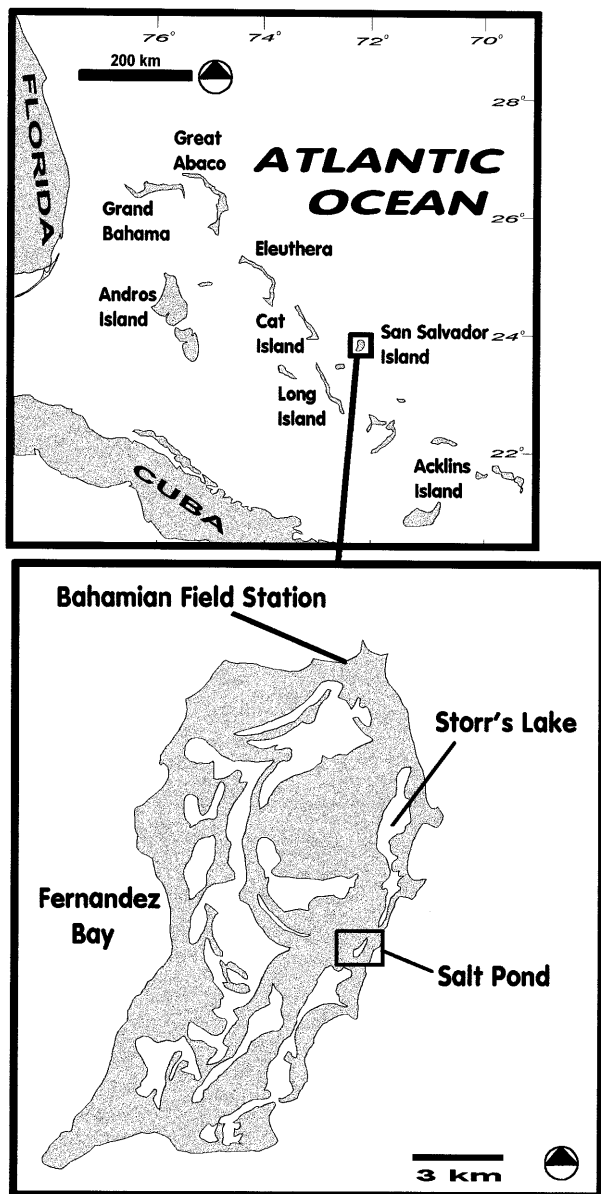 76°
74°
72°
70°
200 km
28°
FLORIDA
Great
Abaco
ATLANTIC
OCEAN
Grand
Bahama
26°
Eleuthera
Andros
Island
Cat
Island
San Salvador
Island
24°
Long
Island
22°
Acklins
Island
CUBA
Bahamian Field Station
Storr's Lake
Fernandez
Bay
Salt Pond
3 km